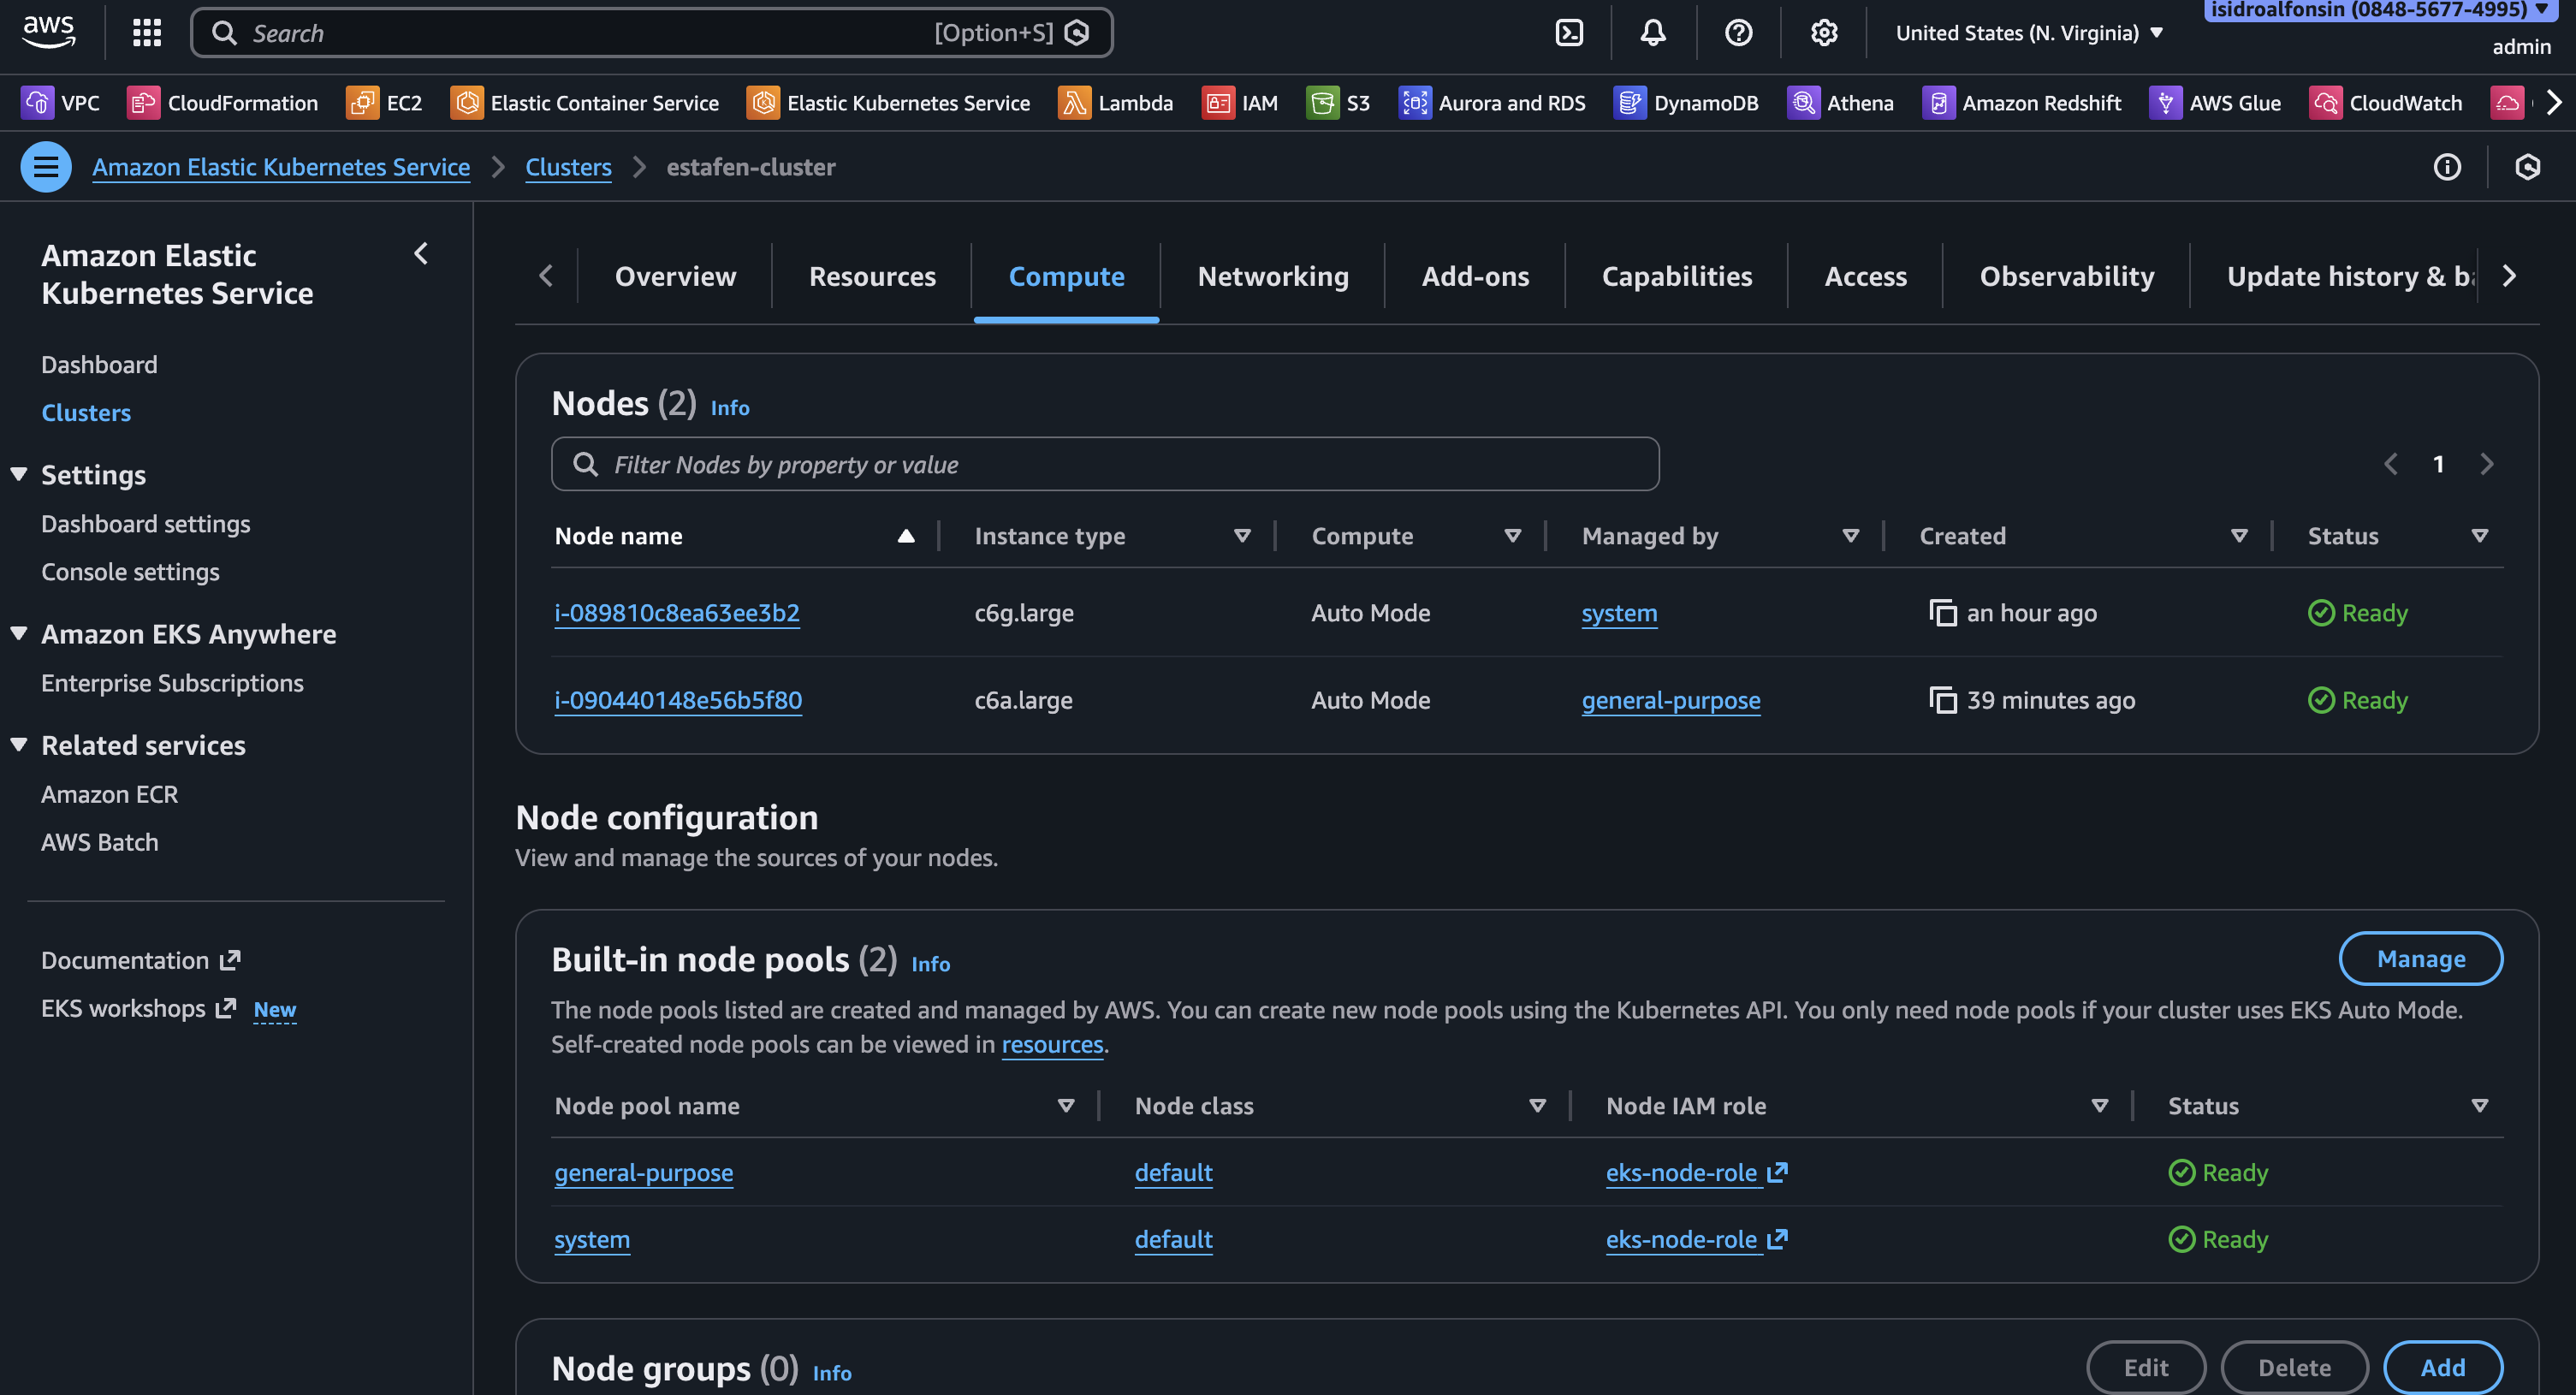 aws
Search [Option+S]
United States (N. Virginia)
isidroalfonsin (0848-5677-4995)
admin
VPC CloudFormation EC2 Elastic Container Service Elastic Kubernetes Service Lambda IAM S3 Aurora and RDS DynamoDB Athena Amazon Redshift AWS Glue CloudWatch
Amazon Elastic Kubernetes Service Clusters estafen-cluster
Amazon Elastic
Kubernetes Service
Dashboard
Clusters
Settings
Dashboard settings
Console settings
Amazon EKS Anywhere
Enterprise Subscriptions
Related services
Amazon ECR
AWS Batch
Documentation
EKS workshops New
Overview Resources Compute Networking Add-ons Capabilities Access Observability Update history &
Nodes (2) Info
Filter Nodes by property or value
1
Node name Instance type Compute Managed by Created Status
i-089810c8ea63ee3b2 c6g.large Auto Mode system an hour ago Ready
i-090440148e56b5f80 c6a.large Auto Mode general-purpose 39 minutes ago Ready
Node configuration
View and manage the sources of your nodes.
Built-in node pools (2) Info
Manage
The node pools listed are created and managed by AWS. You can create new node pools using the Kubernetes API. You only need node pools if your cluster uses EKS Auto Mode.
Self-created node pools can be viewed in resources.
Node pool name Node class Node IAM role Status
general-purpose default eks-node-role Ready
system default eks-node-role Ready
Node groups (0) Info
Edit Delete Add